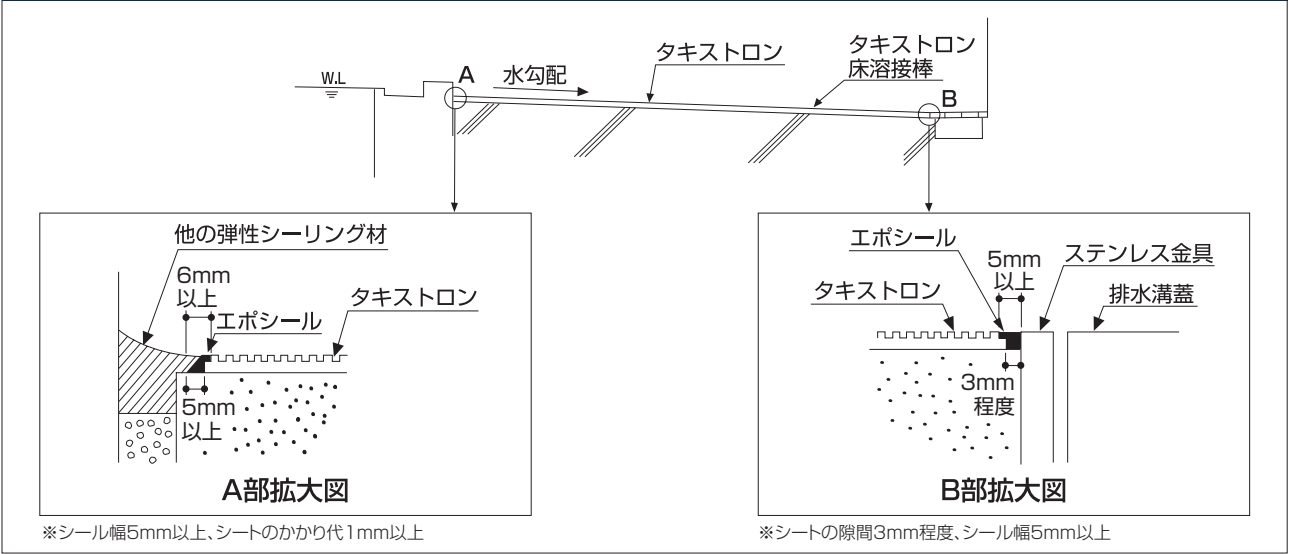 W.L
A
水勾配
タキストロン
タキストロン
床溶接棒
B
他の弾性シーリング材
6mm
以上
エポシール
タキストロン
5mm
以上
A部拡大図
※シール幅5mm以上、シートのかかり代1mm以上
エポシール
5mm
以上
ステンレス金具
タキストロン
排水溝蓋
3mm
程度
B部拡大図
※シートの隙間3mm程度、シール幅5mm以上